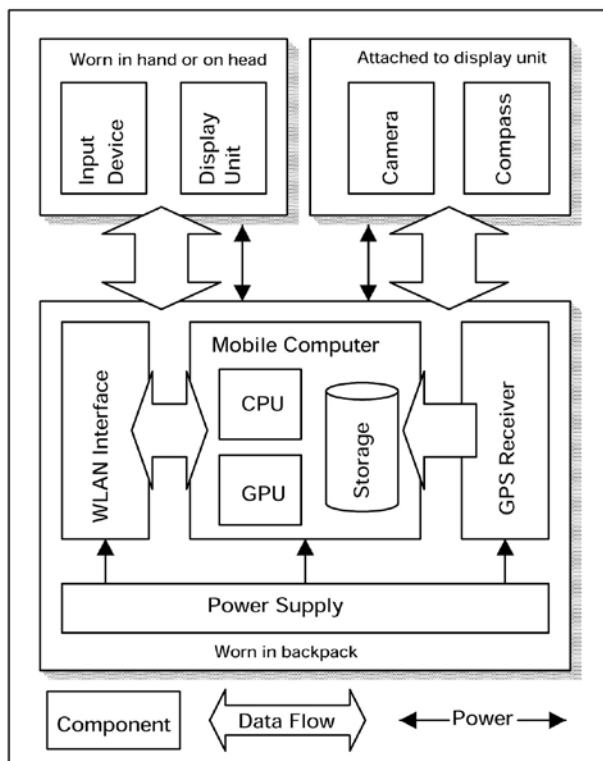 Worn in hand or on head
Input
Device
Display
Unit
Attached to display unit
Camera
Compass
WLAN Interface
Mobile Computer
CPU
GPU
Storage
GPS Receiver
Power Supply
Worn in backpack
Component
Data Flow
Power